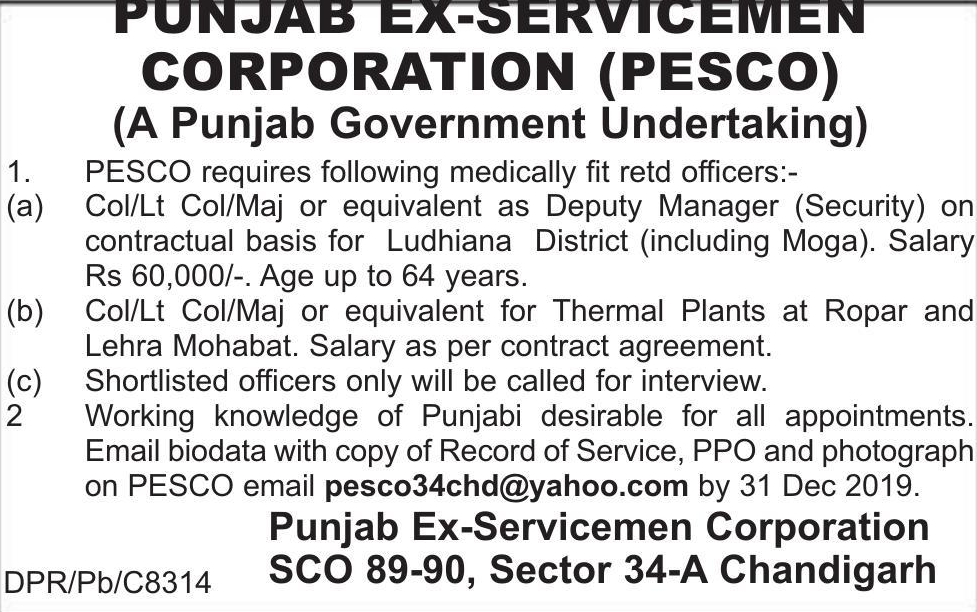 PUNJAB EX-SERVICEMEN
CORPORATION (PESCO)
(A Punjab Government Undertaking)
1. PESCO requires following medically fit retd officers:-
(a) Col/Lt Col/Maj or equivalent as Deputy Manager (Security) on
contractual basis for Ludhiana District (including Moga). Salary
Rs 60,000/-. Age up to 64 years.
(b) Col/Lt Col/Maj or equivalent for Thermal Plants at Ropar and
Lehra Mohabat. Salary as per contract agreement.
(c) Shortlisted officers only will be called for interview.
2 Working knowledge of Punjabi desirable for all appointments.
Email biodata with copy of Record of Service, PPO and photograph
on PESCO email pesco34chd@yahoo.com by 31 Dec 2019.
Punjab Ex-Servicemen Corporation
SCO 89-90, Sector 34-A Chandigarh
DPR/Pb/C8314